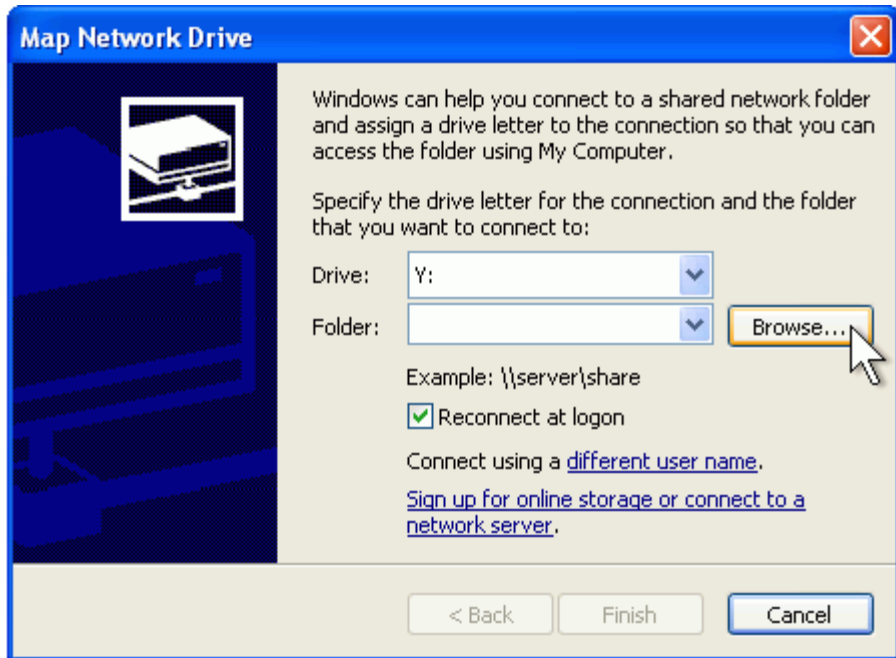 Map Network Drive
Windows can help you connect to a shared network folder
and assign a drive letter to the connection so that you can
access the folder using My Computer.
Specify the drive letter for the connection and the folder
that you want to connect to:
Drive: Y:
Folder: Browse...
Example: \\server\share
Reconnect at logon
Connect using a different user name.
Sign up for online storage or connect to a
network server.
< Back Finish Cancel